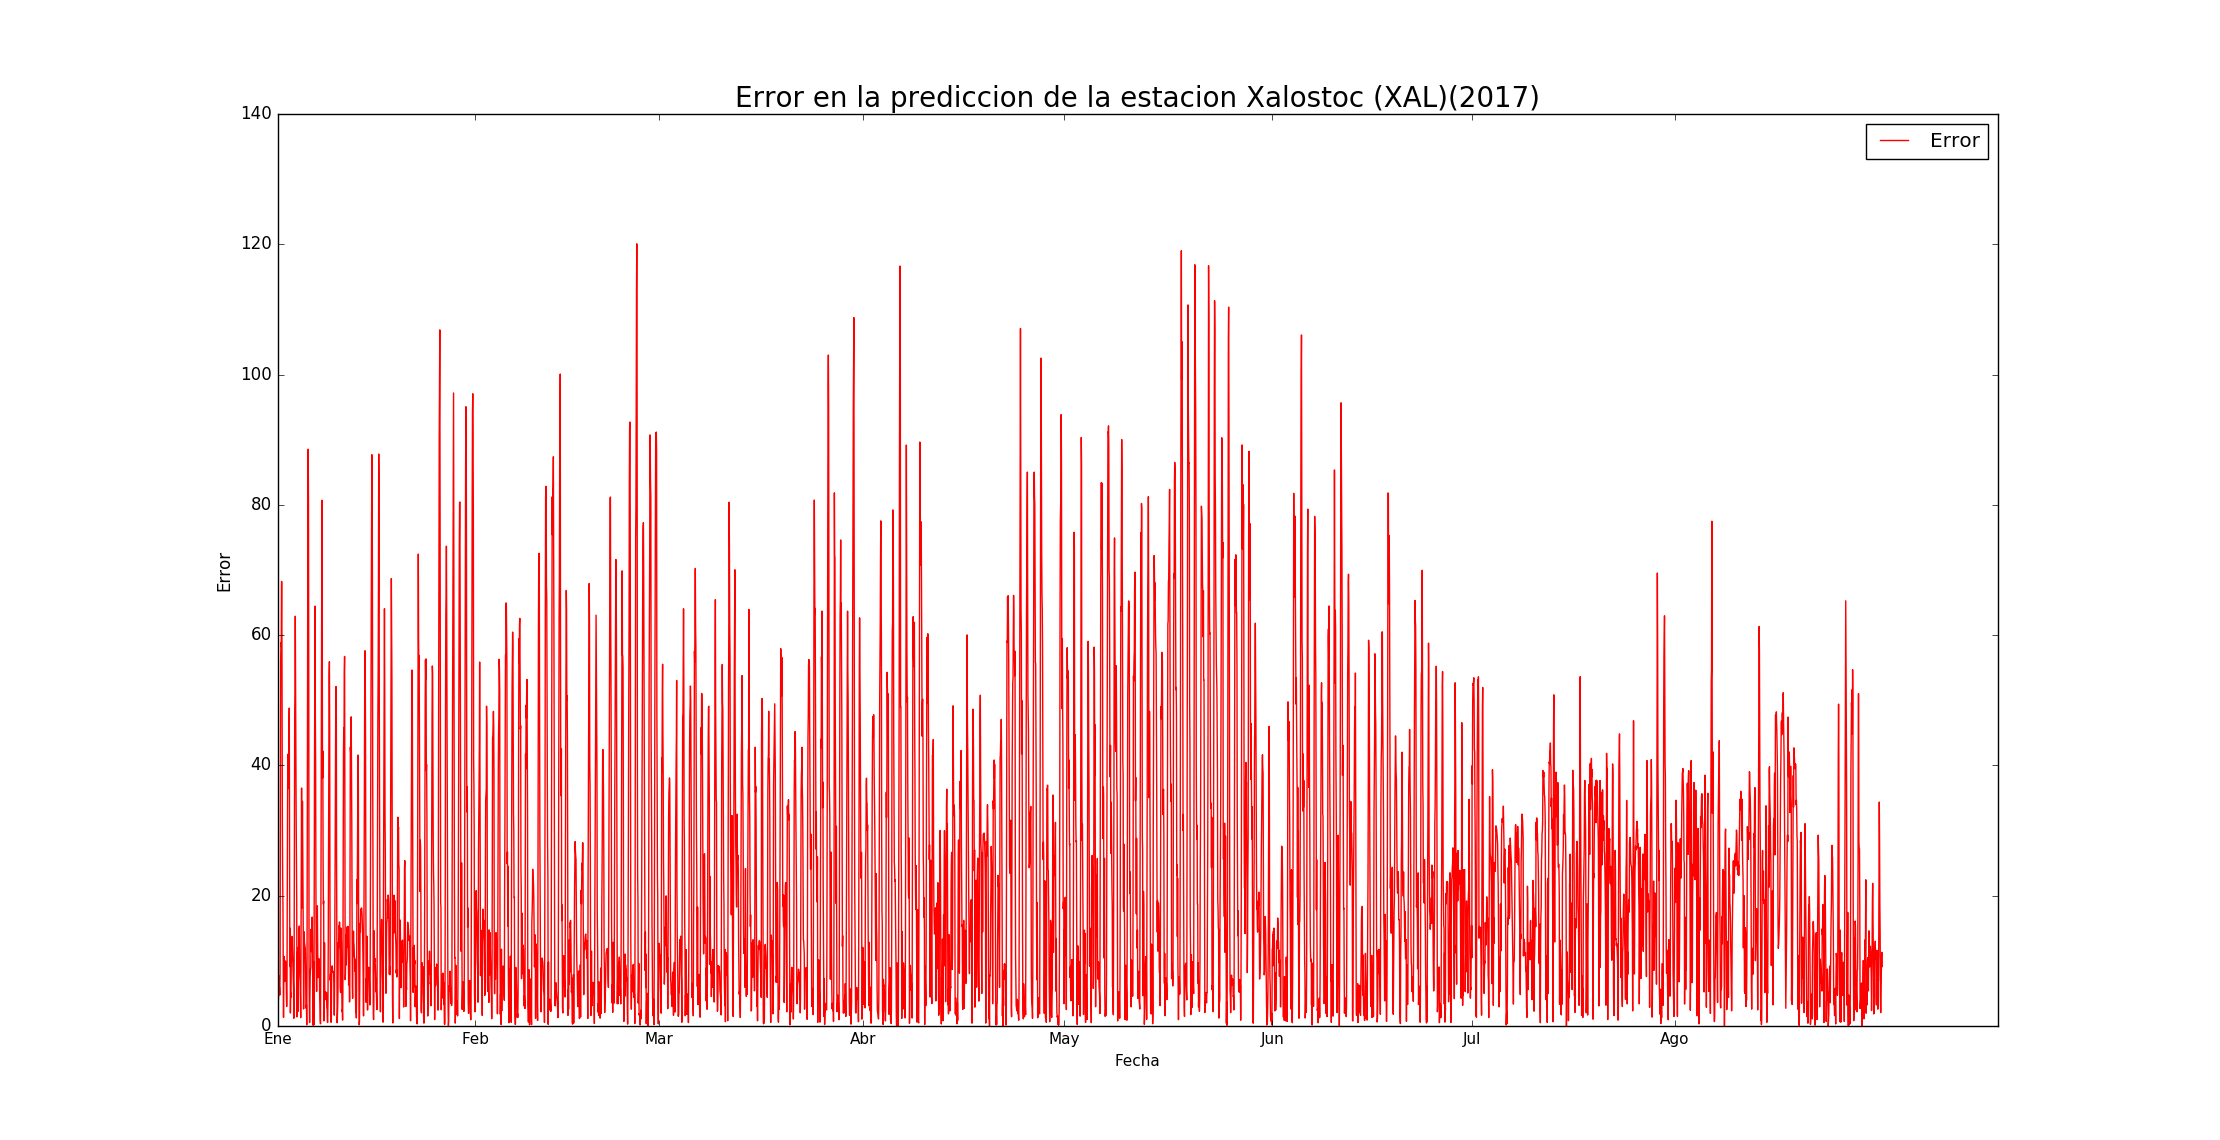 Error en la prediccion de la estacion Xalostoc (XAL)(2017)
Error
140
120
100
80
60
40
20
0
Error
Ene Feb Mar Abr May Jun Jul Ago
Fecha